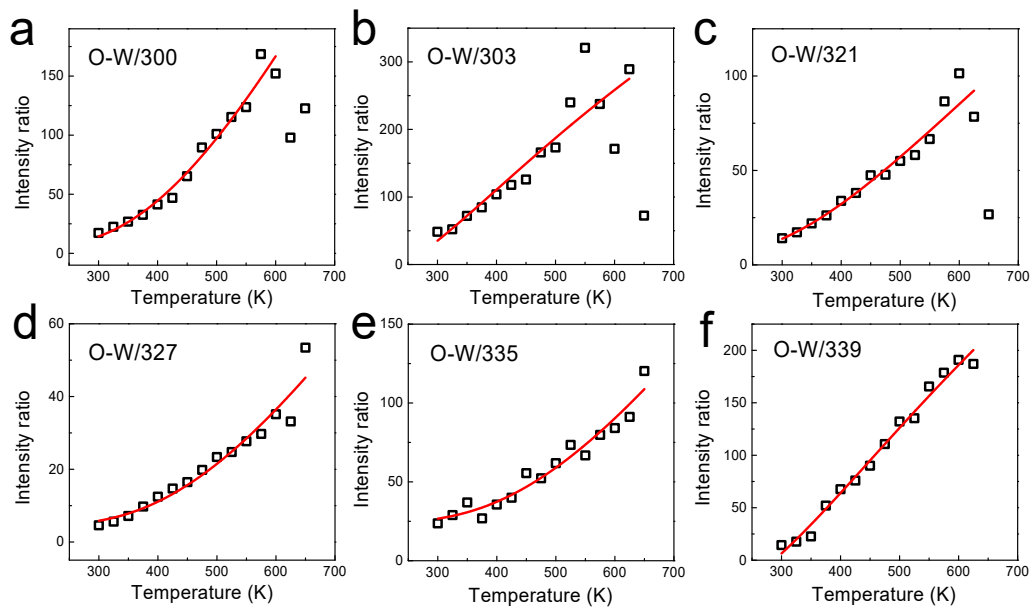 a
O-W/300
Intensity ratio
150
100
50
0
300 400 500 600 700
Temperature (K)
b
O-W/303
Intensity ratio
300
200
100
0
300 400 500 600 700
Temperature (K)
c
O-W/321
Intensity ratio
100
50
0
300 400 500 600 700
Temperature (K)
d
O-W/327
Intensity ratio
60
40
20
0
300 400 500 600 700
Temperature (K)
e
O-W/335
Intensity ratio
150
100
50
0
300 400 500 600 700
Temperature (K)
f
O-W/339
Intensity ratio
200
150
100
50
0
300 400 500 600 700
Temperature (K)